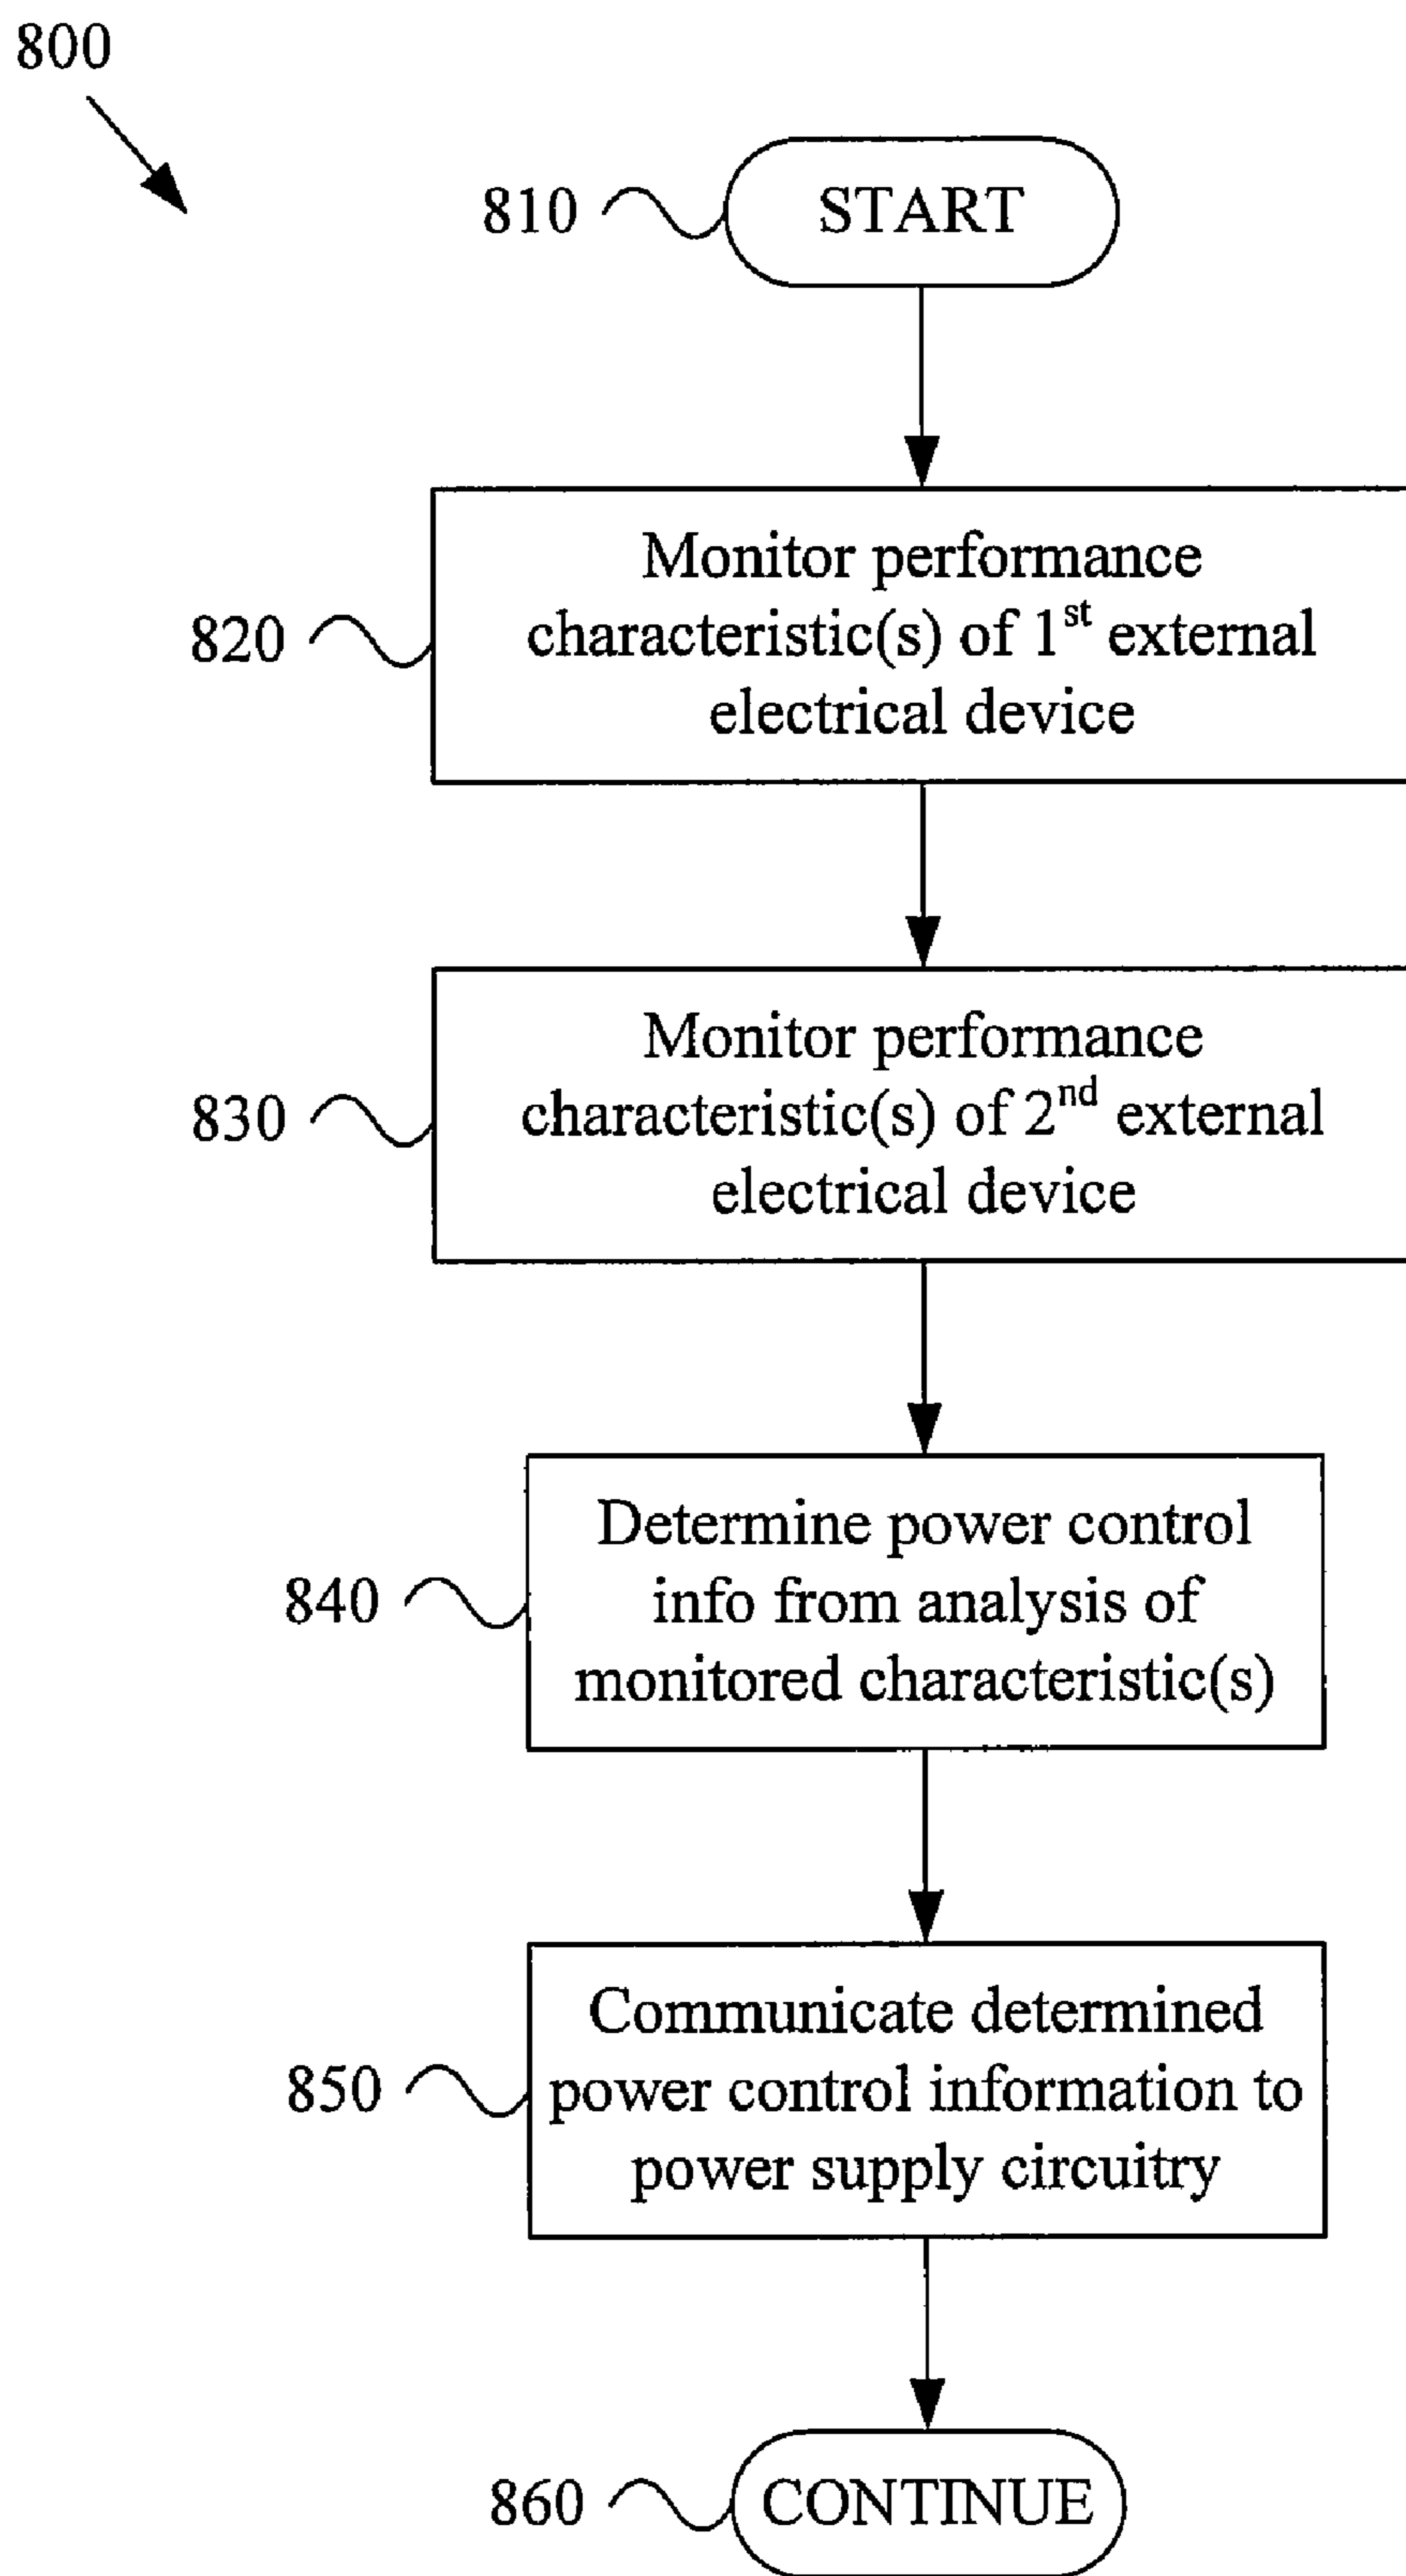 800
810
START
Monitor performance
820
characteristic(s) of 1st external
electrical device
Monitor performance
830
characteristic(s) of 2nd external
electrical device
Determine power control
840
info from analysis of
monitored characteristic(s)
Communicate determined
850
power control information to
power supply circuitry
860
CONTINUE